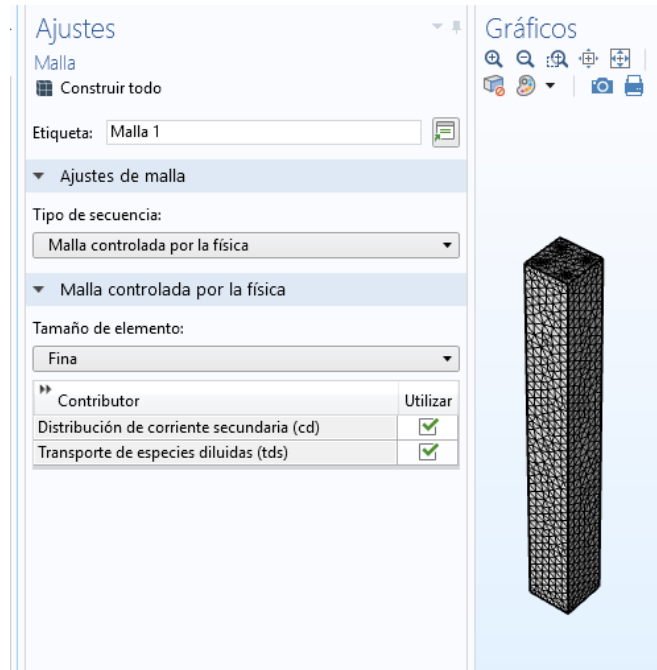 Ajustes
Malla
Construir todo
Etiqueta: Malla 1
Ajustes de malla
Tipo de secuencia:
Malla controlada por la física
Malla controlada por la física
Tamaño de elemento:
Fina
Contributor Utilizar
Distribución de corriente secundaria (cd)
Transporte de especies diluidas (tds)
Gráficos